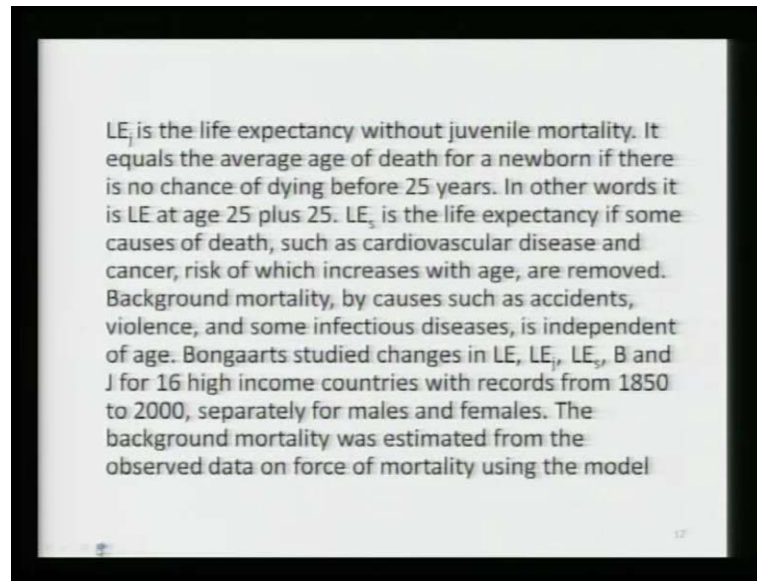 LEj is the life expectancy without juvenile mortality. It
equals the average age of death for a newborn if there
is no chance of dying before 25 years. In other words it
is LE at age 25 plus 25. LEs is the life expectancy if some
causes of death, such as cardiovascular disease and
cancer, risk of which increases with age, are removed.
Background mortality, by causes such as accidents,
violence, and some infectious diseases, is independent
of age. Bongaarts studied changes in LE, LEj, LEs, B and
J for 16 high income countries with records from 1850
to 2000, separately for males and females. The
background mortality was estimated from the
observed data on force of mortality using the model